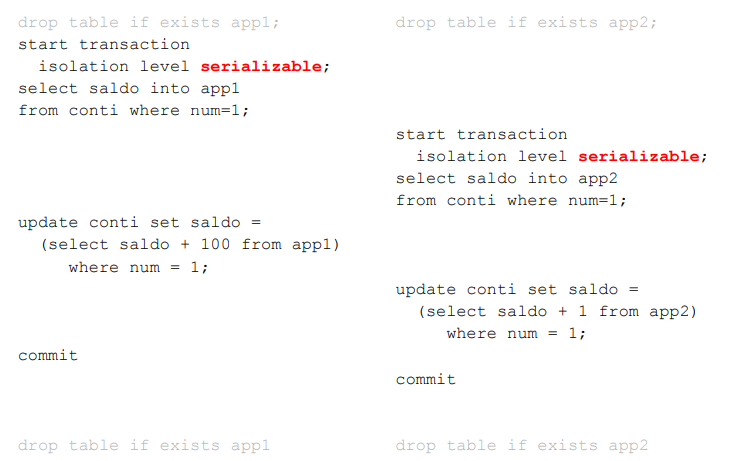 drop table if exists app1;
start transaction
isolation level serializable;
select saldo into app1
from conti where num=1;
update conti set saldo =
(select saldo + 100 from app1)
where num = 1;
commit
drop table if exists app1
drop table if exists app2;
start transaction
isolation level serializable;
select saldo into app2
from conti where num=1;
update conti set saldo =
(select saldo + 1 from app2)
where num = 1;
commit
drop table if exists app2